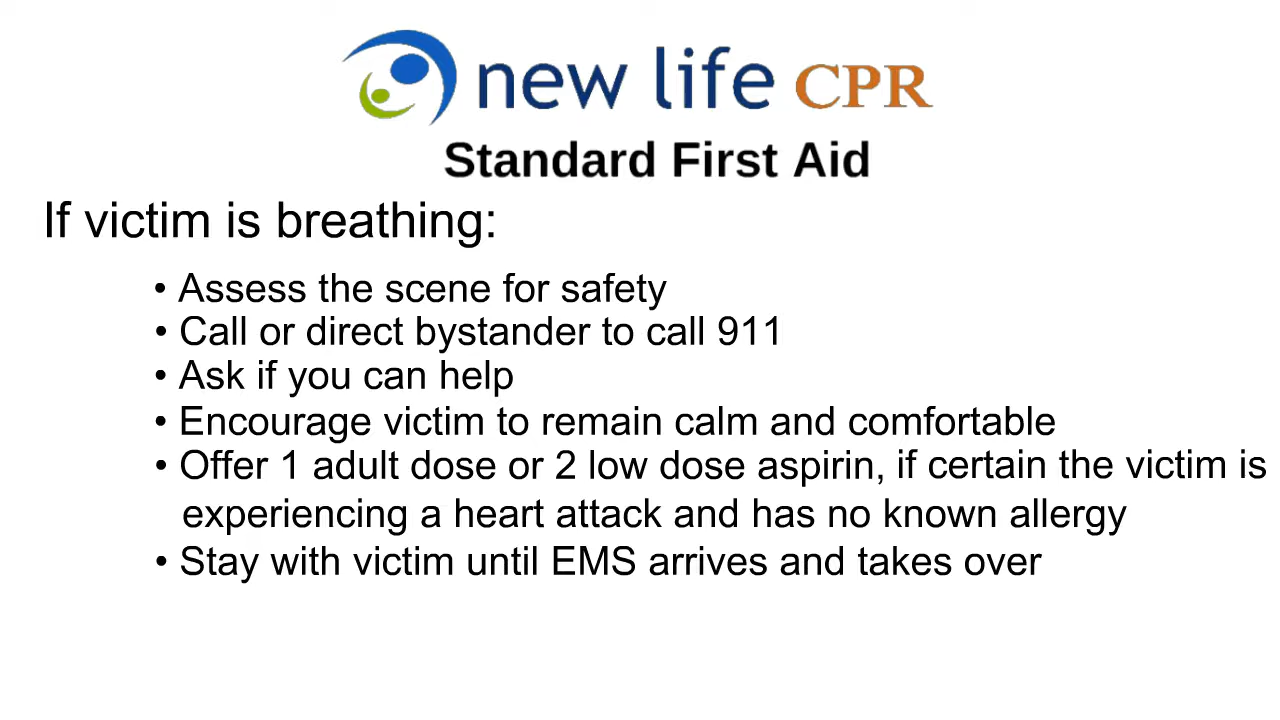 new life CPR
Standard First Aid
If victim is breathing:
• Assess the scene for safety
• Call or direct bystander to call 911
• Ask if you can help
• Encourage victim to remain calm and comfortable
• Offer 1 adult dose or 2 low dose aspirin, if certain the victim is
experiencing a heart attack and has no known allergy
• Stay with victim until EMS arrives and takes over